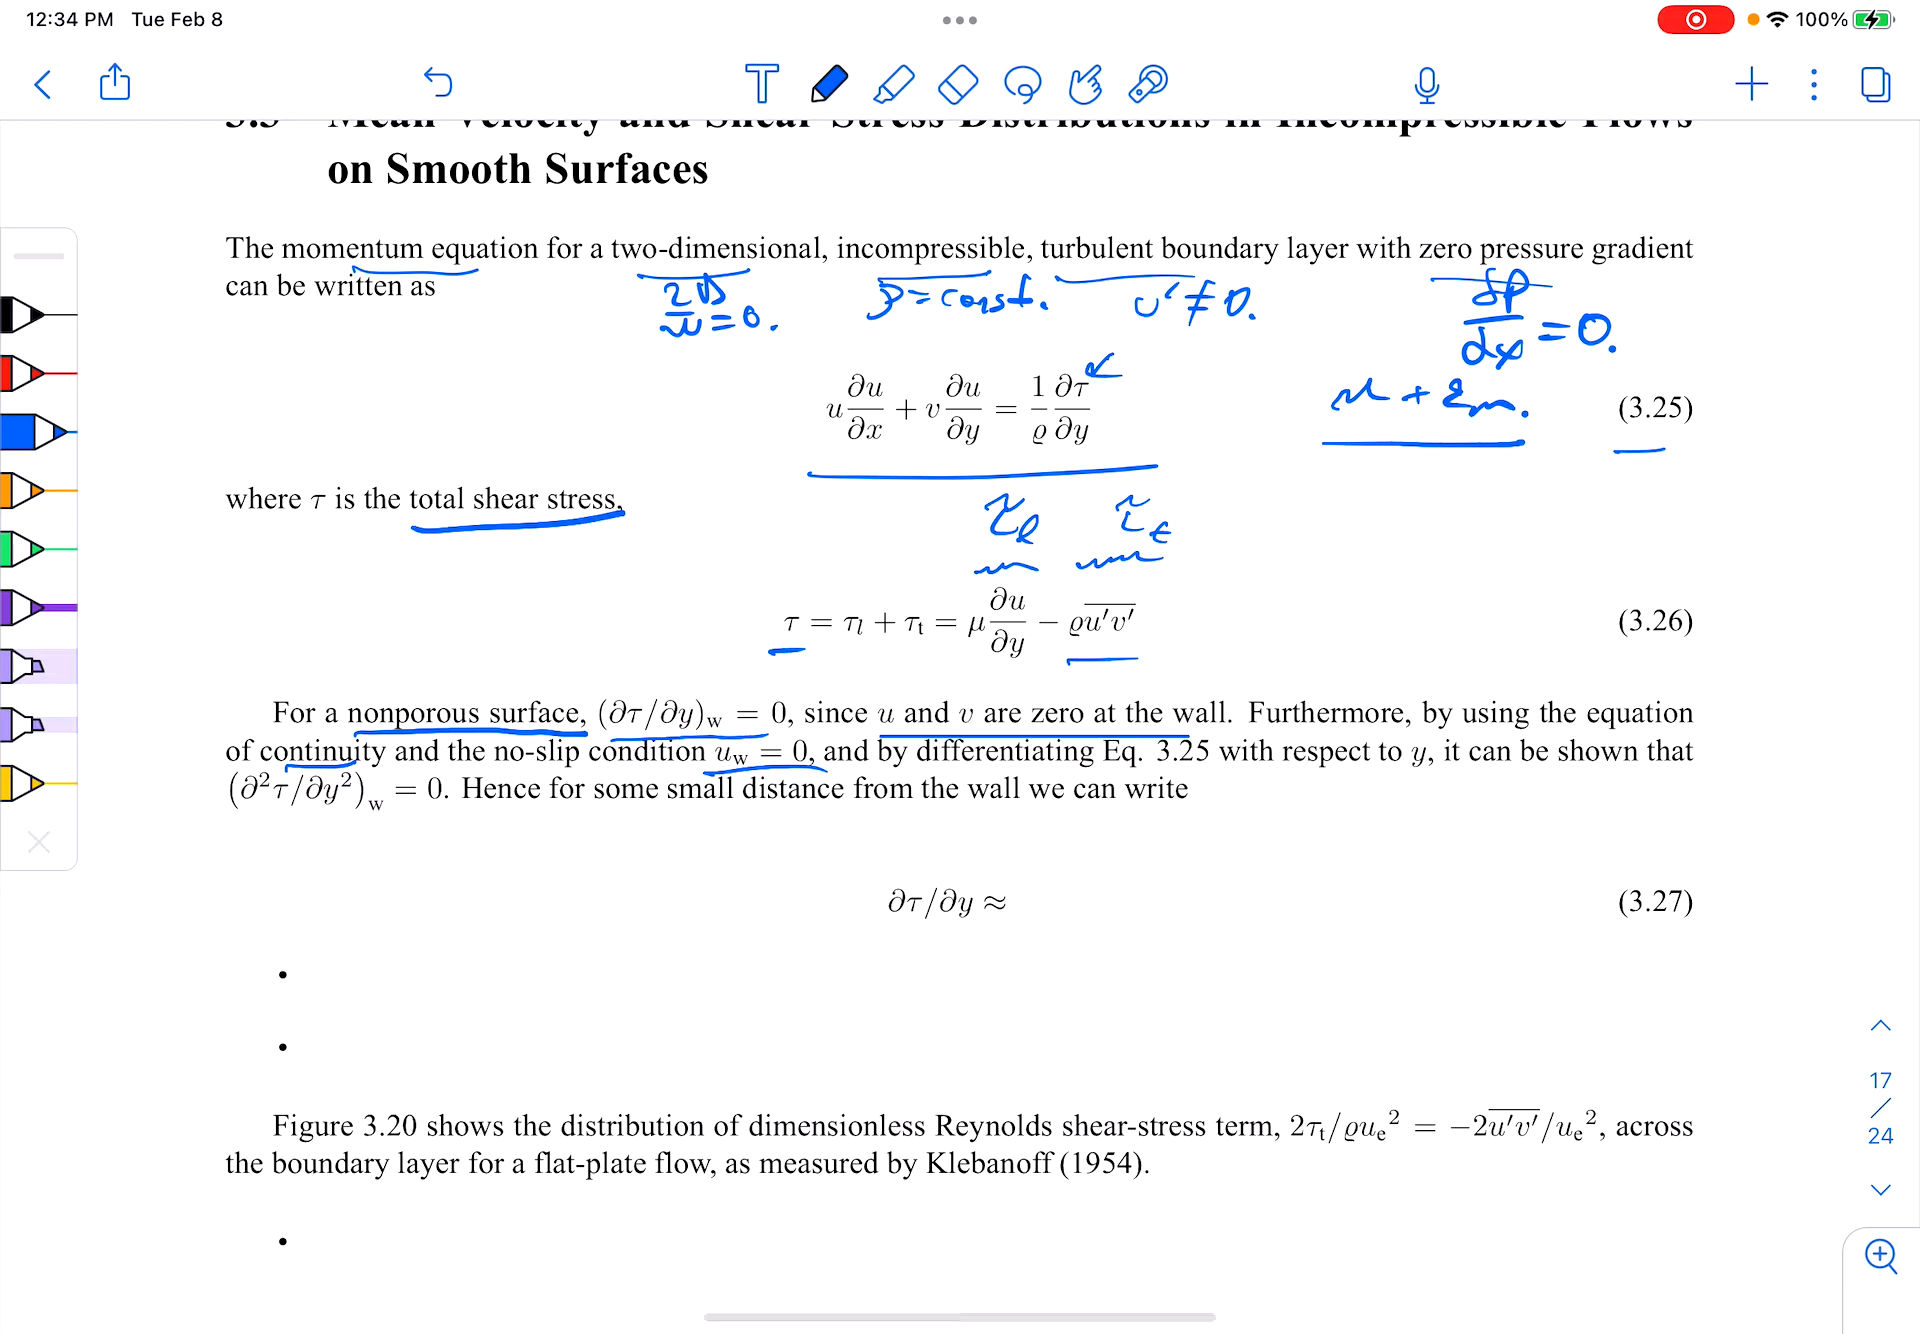 12:34 PM Tue Feb 8
100%
on Smooth Surfaces
The momentum equation for a two-dimensional, incompressible, turbulent boundary layer with zero pressure gradient
can be written as
2D
w = 0.
ρ = const.
u' ≠ 0.
dp/dx = 0.
u ∂u/∂x + v ∂u/∂y = 1/ϱ ∂τ/∂y
(3.25)
where τ is the total shear stress,
τ_l τ_t
τ = τ_l + τ_t = μ ∂u/∂y − ϱu'v'
(3.26)
For a nonporous surface, (∂τ/∂y)_w = 0, since u and v are zero at the wall. Furthermore, by using the equation
of continuity and the no-slip condition u_w = 0, and by differentiating Eq. 3.25 with respect to y, it can be shown that
(∂²τ/∂y²)_w = 0. Hence for some small distance from the wall we can write
∂τ/∂y ≈
(3.27)
•
•
Figure 3.20 shows the distribution of dimensionless Reynolds shear-stress term, 2τ_t/ϱu_e² = −2u'v'/u_e², across
the boundary layer for a flat-plate flow, as measured by Klebanoff (1954).
•
17
/
24